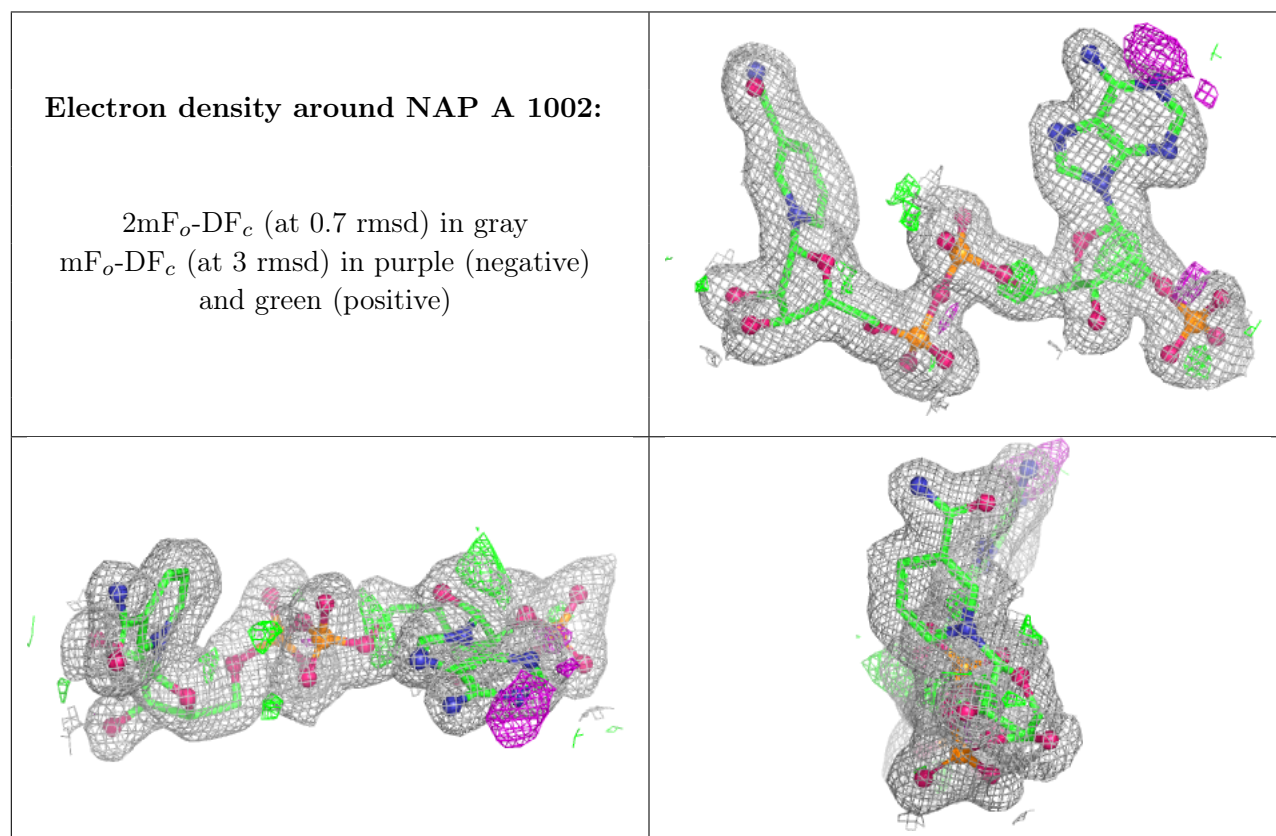 Electron density around NAP A 1002:
2mFo-DFc (at 0.7 rmsd) in gray
mFo-DFc (at 3 rmsd) in purple (negative)
and green (positive)